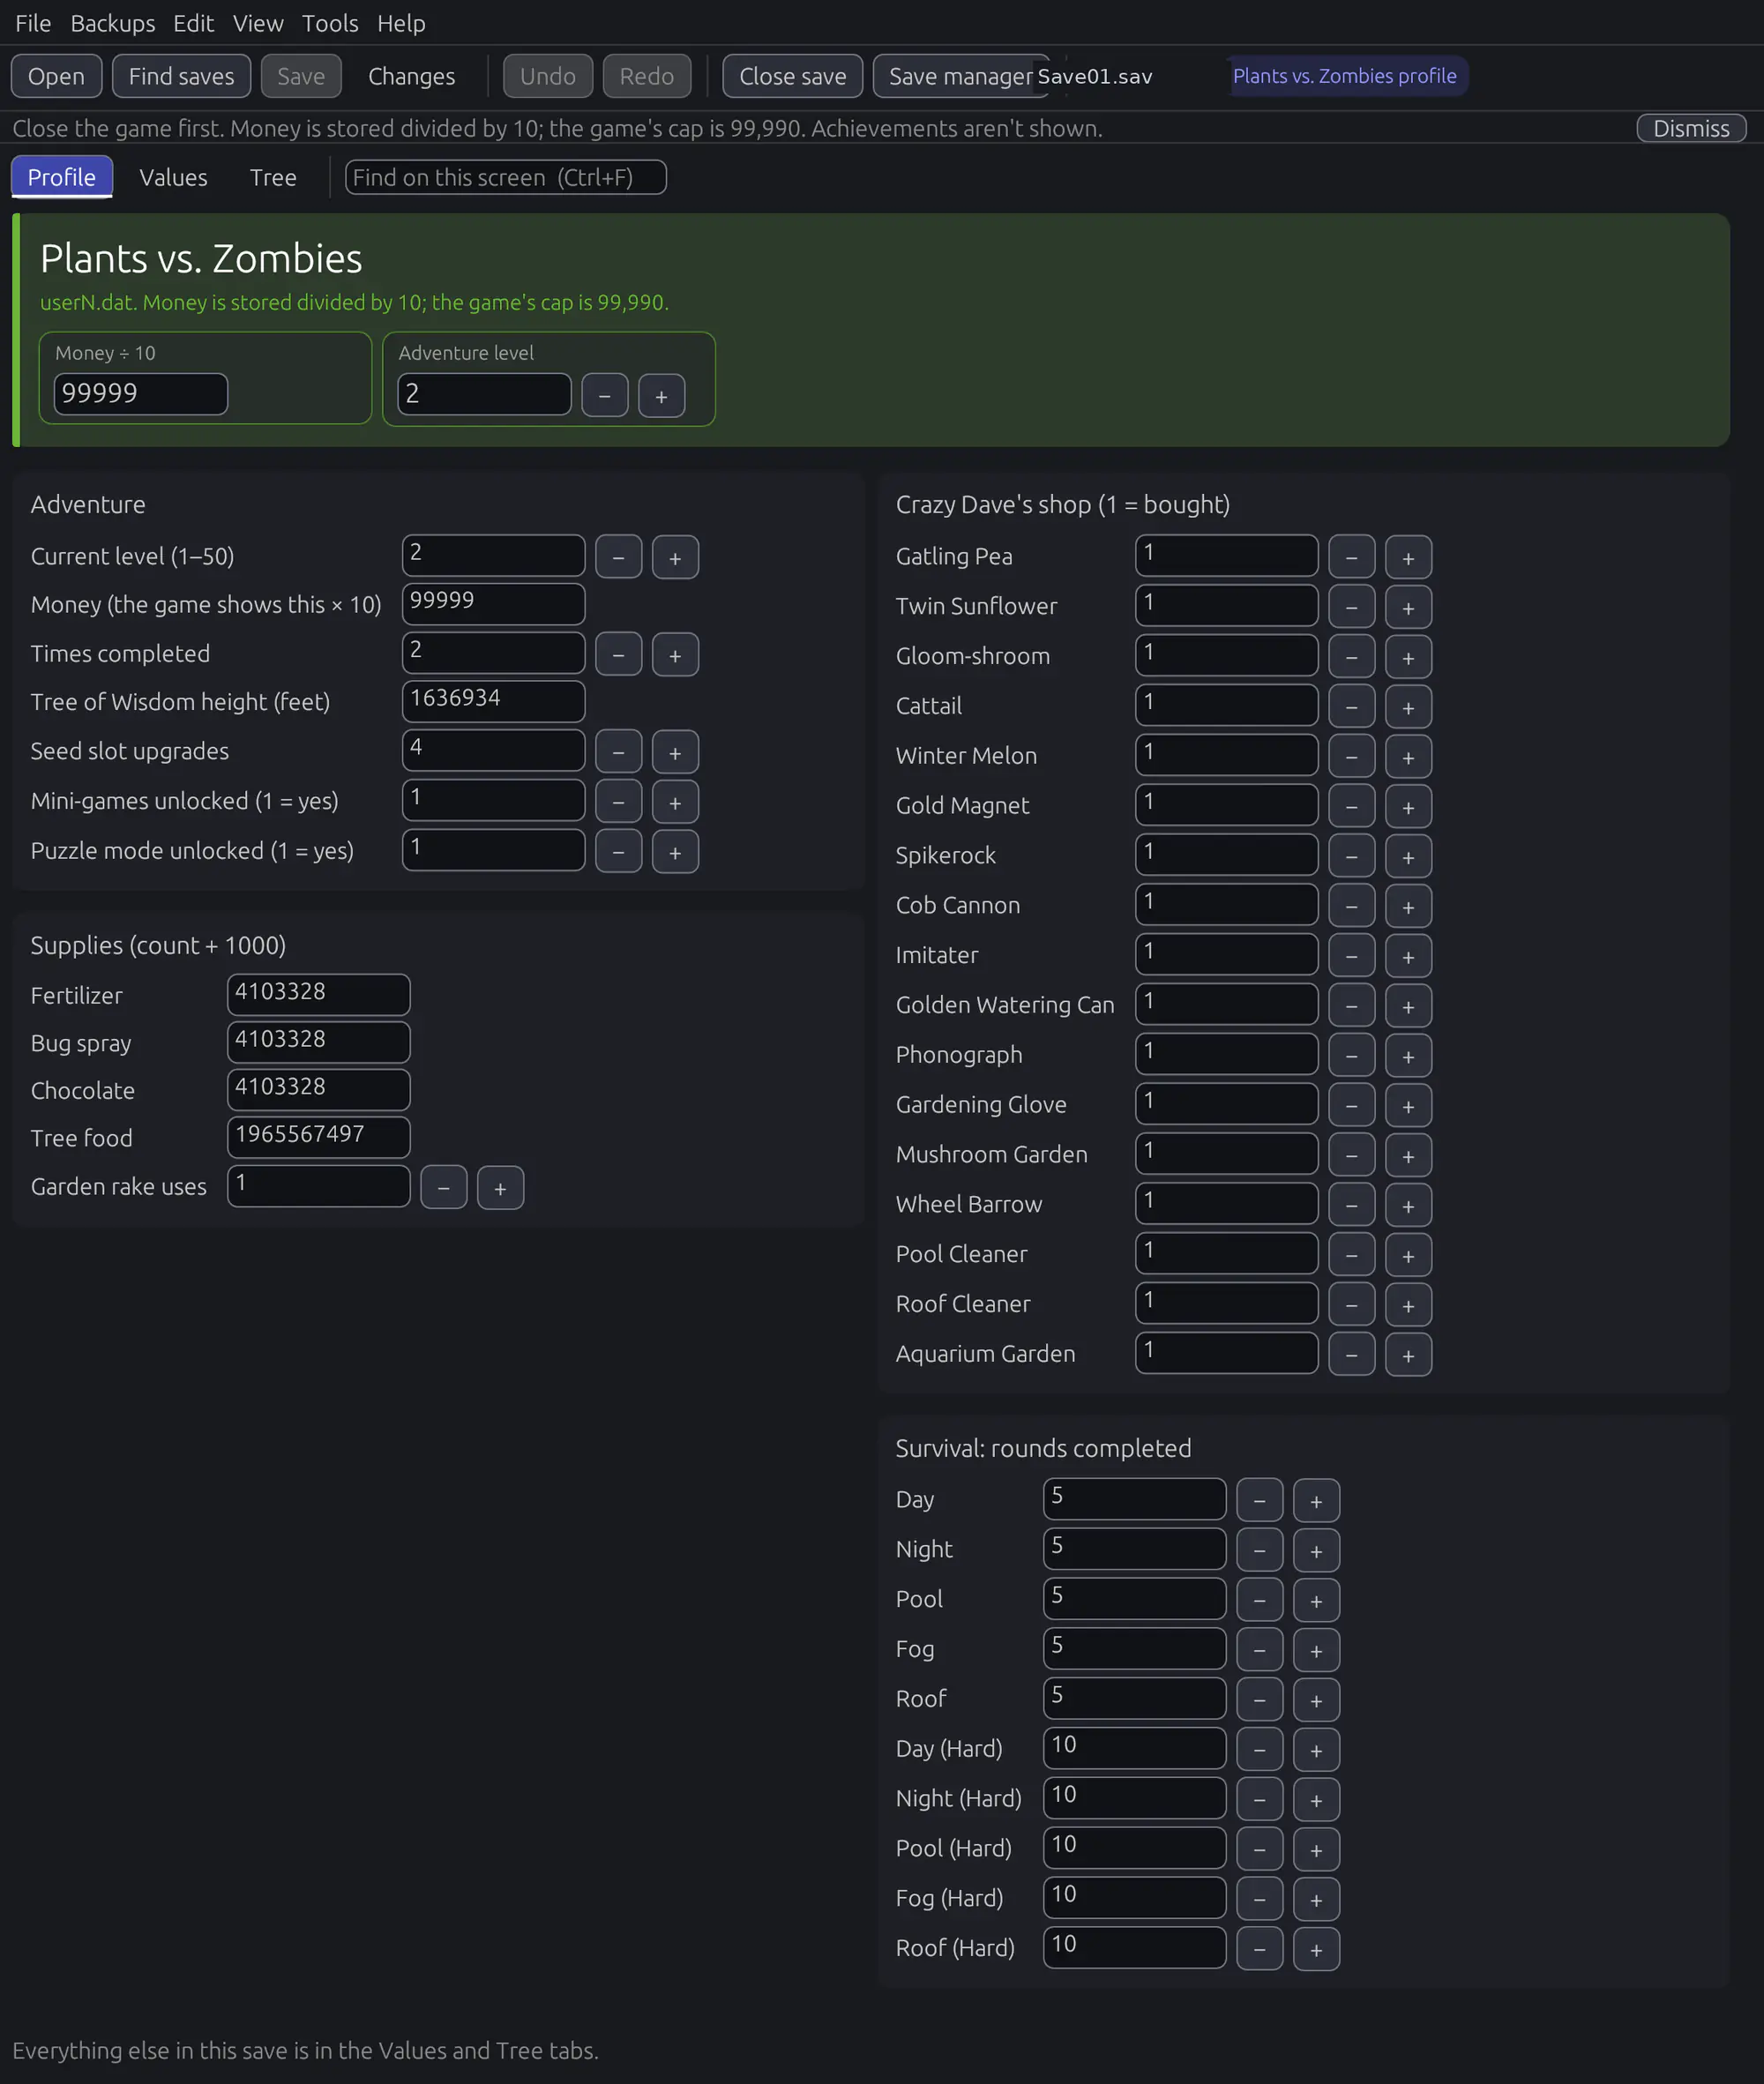 File Backups Edit View Tools Help
Open Find saves Save Changes Undo Redo Close save Save manager Save01.sav Plants vs. Zombies profile
Close the game first. Money is stored divided by 10; the game's cap is 99,990. Achievements aren't shown. Dismiss
Profile Values Tree Find on this screen (Ctrl+F)
Plants vs. Zombies
userN.dat. Money is stored divided by 10; the game's cap is 99,990.
Money ÷ 10
99999
Adventure level
2 − +
Adventure
Current level (1–50) 2 − +
Money (the game shows this × 10) 99999
Times completed 2 − +
Tree of Wisdom height (feet) 1636934
Seed slot upgrades 4 − +
Mini-games unlocked (1 = yes) 1 − +
Puzzle mode unlocked (1 = yes) 1 − +
Supplies (count + 1000)
Fertilizer 4103328
Bug spray 4103328
Chocolate 4103328
Tree food 1965567497
Garden rake uses 1 − +
Crazy Dave's shop (1 = bought)
Gatling Pea 1 − +
Twin Sunflower 1 − +
Gloom-shroom 1 − +
Cattail 1 − +
Winter Melon 1 − +
Gold Magnet 1 − +
Spikerock 1 − +
Cob Cannon 1 − +
Imitater 1 − +
Golden Watering Can 1 − +
Phonograph 1 − +
Gardening Glove 1 − +
Mushroom Garden 1 − +
Wheel Barrow 1 − +
Pool Cleaner 1 − +
Roof Cleaner 1 − +
Aquarium Garden 1 − +
Survival: rounds completed
Day 5 − +
Night 5 − +
Pool 5 − +
Fog 5 − +
Roof 5 − +
Day (Hard) 10 − +
Night (Hard) 10 − +
Pool (Hard) 10 − +
Fog (Hard) 10 − +
Roof (Hard) 10 − +
Everything else in this save is in the Values and Tree tabs.